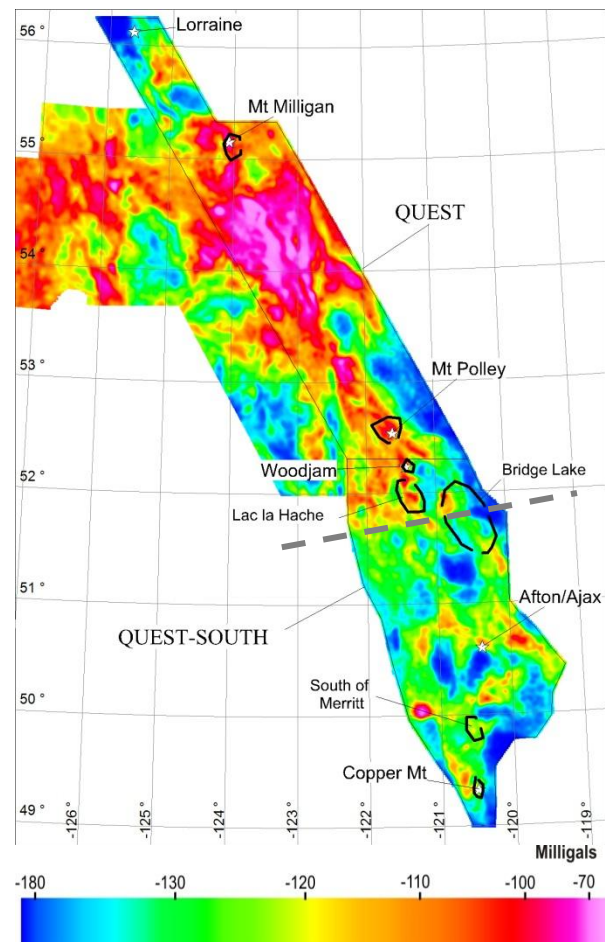 56 °
Lorraine
Mt Milligan
55 °
QUEST
54 °
53 °
Mt Polley
Woodjam
52 °
Bridge Lake
Lac la Hache
51 °
Afton/Ajax
QUEST-SOUTH
South of
Merritt
50 °
Copper Mt
49 °
-126 °
-125 °
-124 °
-123 °
-122 °
-121 °
-120 °
-119 °
Milligals
-180 -130 -120 -110 -100 -70